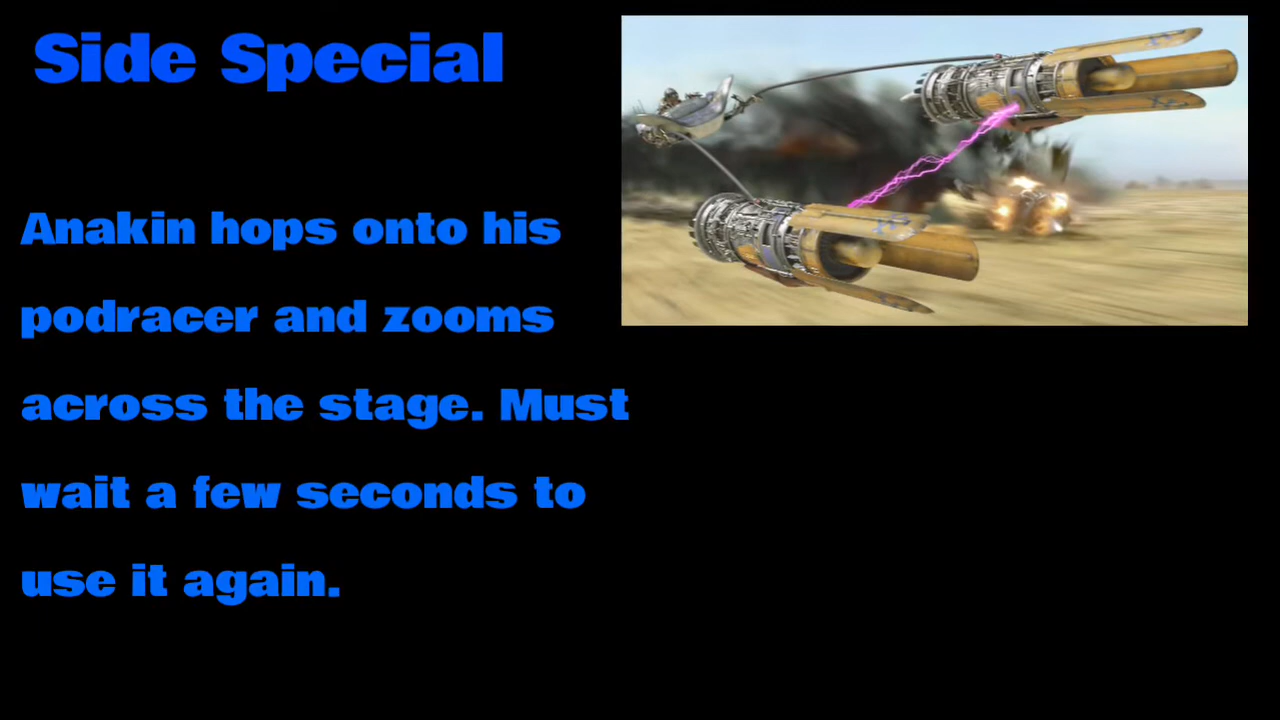 Side Special
Anakin hops onto his
podracer and zooms
across the stage. Must
wait a few seconds to
use it again.